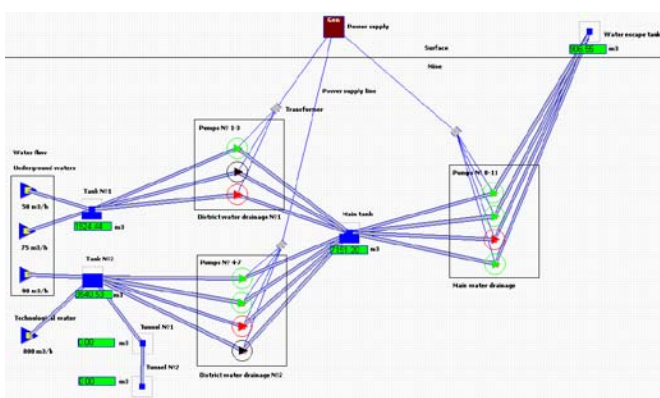 Gen
Power supply
Water escape tank
m3
Surface
Mine
Power supply line
Transformer
Pumps № 1-3
Pumps № 8-11
Water flow
Underground waters
Tank №1
50 m3/h
m3
District water drainage №1
Main tank
75 m3/h
m3
Tank №2
Pumps № 4-7
90 m3/h
m3
Main water drainage
Technological water
Tunnel №1
800 m3/h
0.00 m3
Tunnel №2
District water drainage №2
0.00 m3